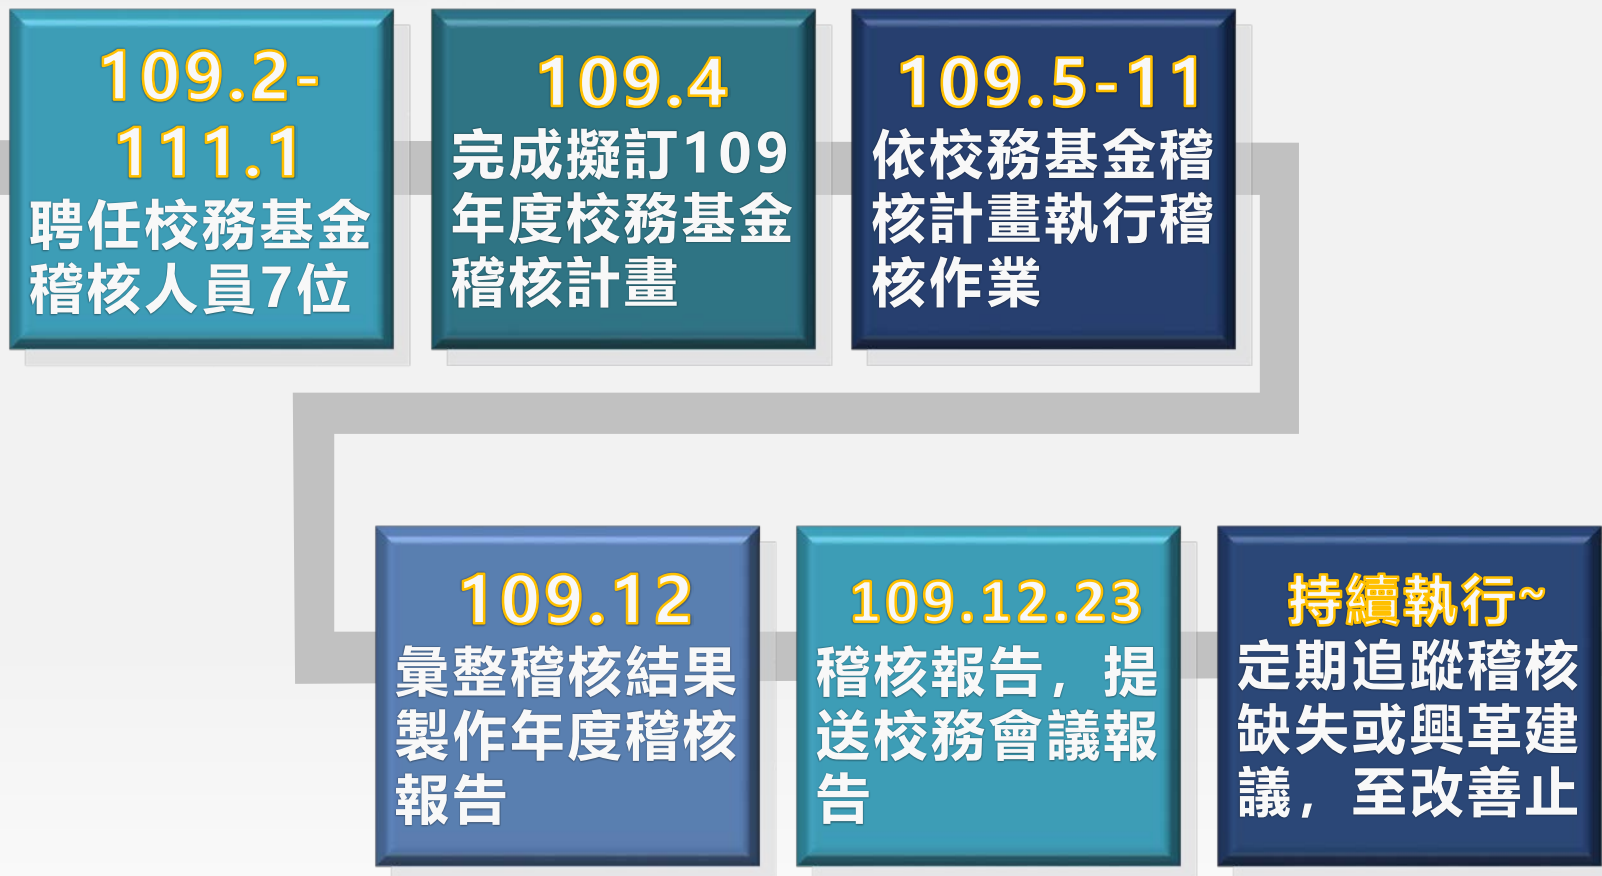 109.2-
111.1
聘任校務基金
稽核人員7位
109.4
完成擬訂109
年度校務基金
稽核計畫
109.5-11
依校務基金稽
核計畫執行稽
核作業
109.12
彙整稽核結果
製作年度稽核
報告
109.12.23
稽核報告，提
送校務會議報
告
持續執行~
定期追蹤稽核
缺失或興革建
議，至改善止